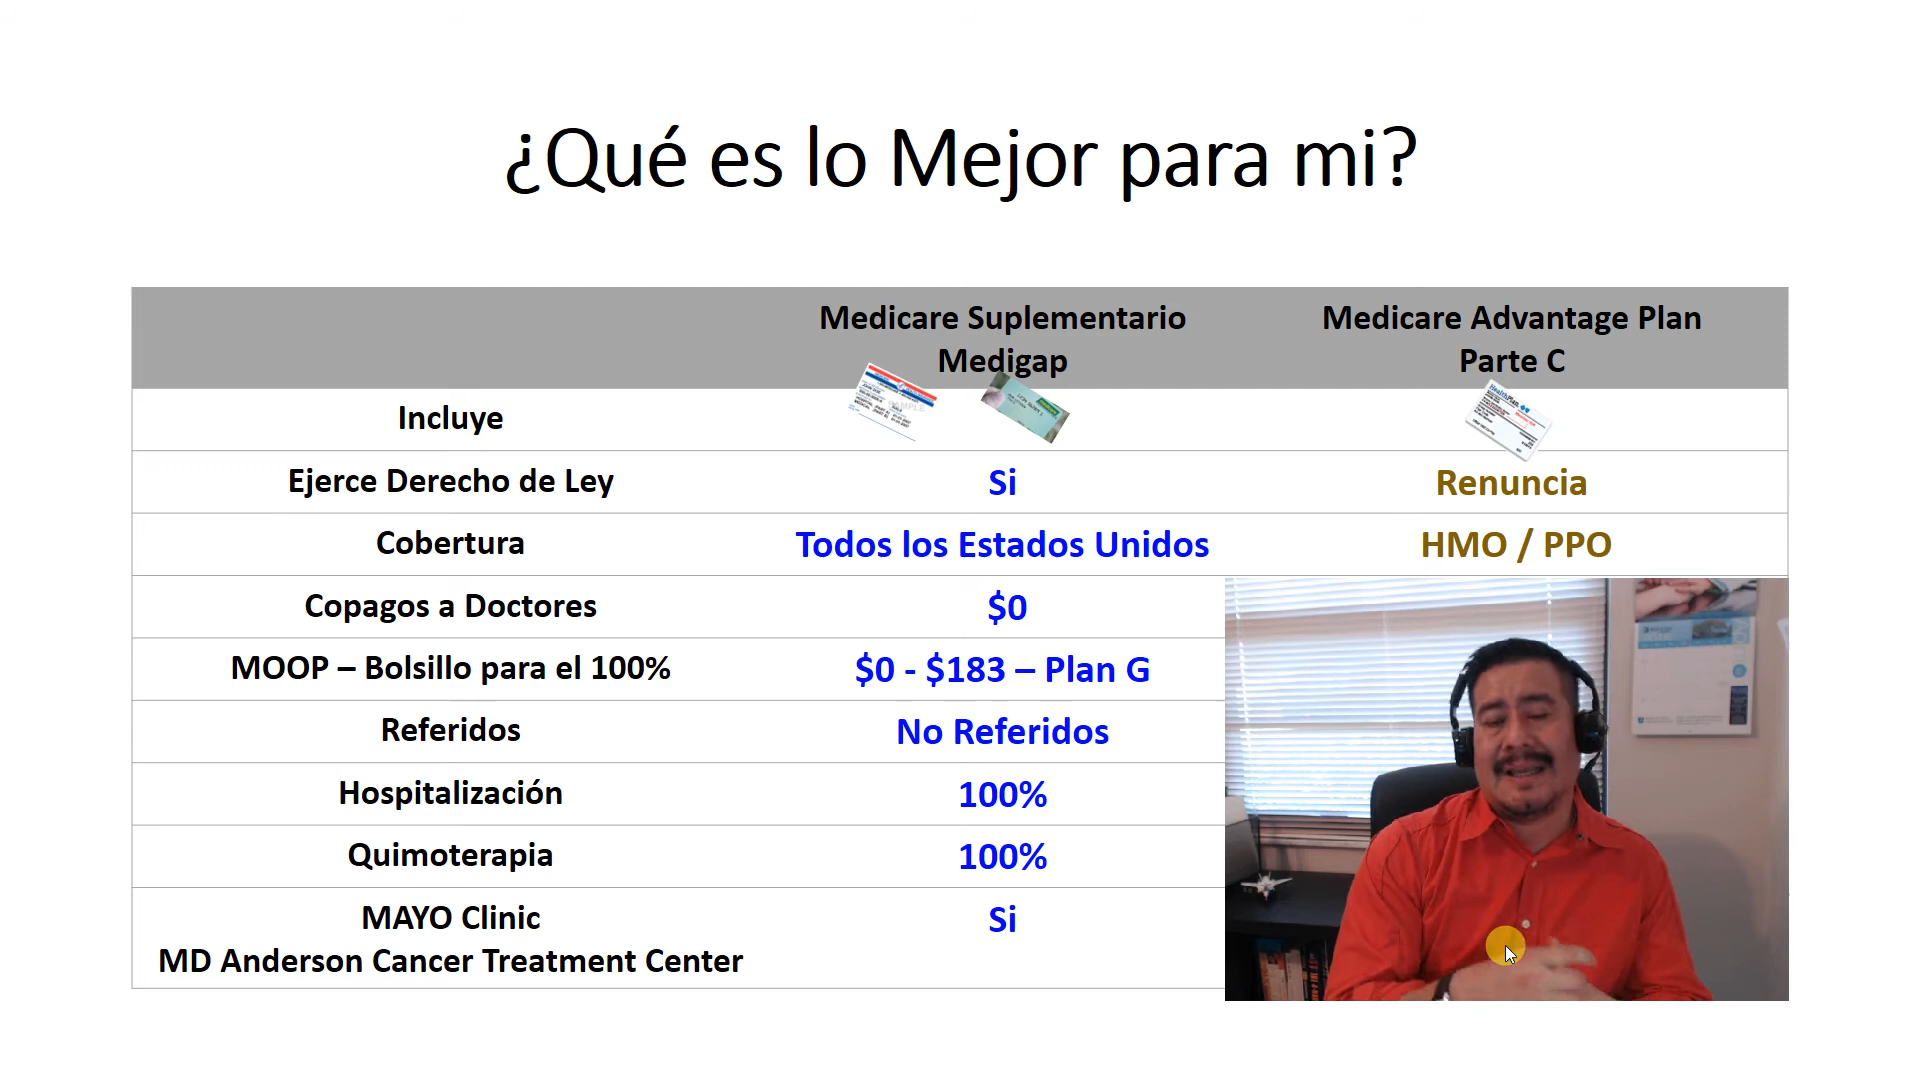 ¿Qué es lo Mejor para mi?
Medicare Suplementario
Medigap
Medicare Advantage Plan
Parte C
Incluye
SAMPLE
HealthPlan
Ejerce Derecho de Ley
Si
Renuncia
Cobertura
Todos los Estados Unidos
HMO / PPO
Copagos a Doctores
$0
MOOP – Bolsillo para el 100%
$0 - $183 – Plan G
Referidos
No Referidos
Hospitalización
100%
Quimoterapia
100%
MAYO Clinic
MD Anderson Cancer Treatment Center
Si